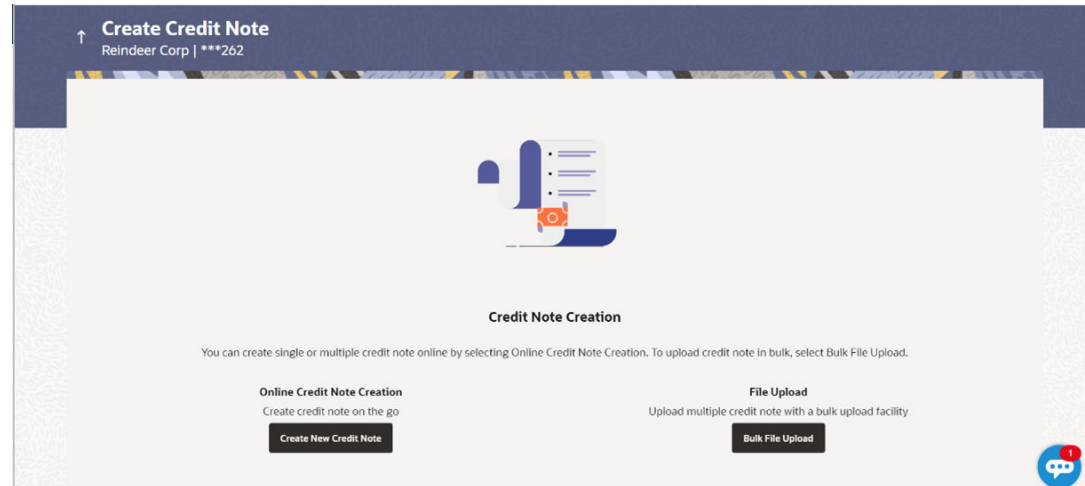 Create Credit Note
Reindeer Corp | ***262
Credit Note Creation
You can create single or multiple credit note online by selecting Online Credit Note Creation. To upload credit note in bulk, select Bulk File Upload.
Online Credit Note Creation
Create credit note on the go
Create New Credit Note
File Upload
Upload multiple credit note with a bulk upload facility
Bulk File Upload
1